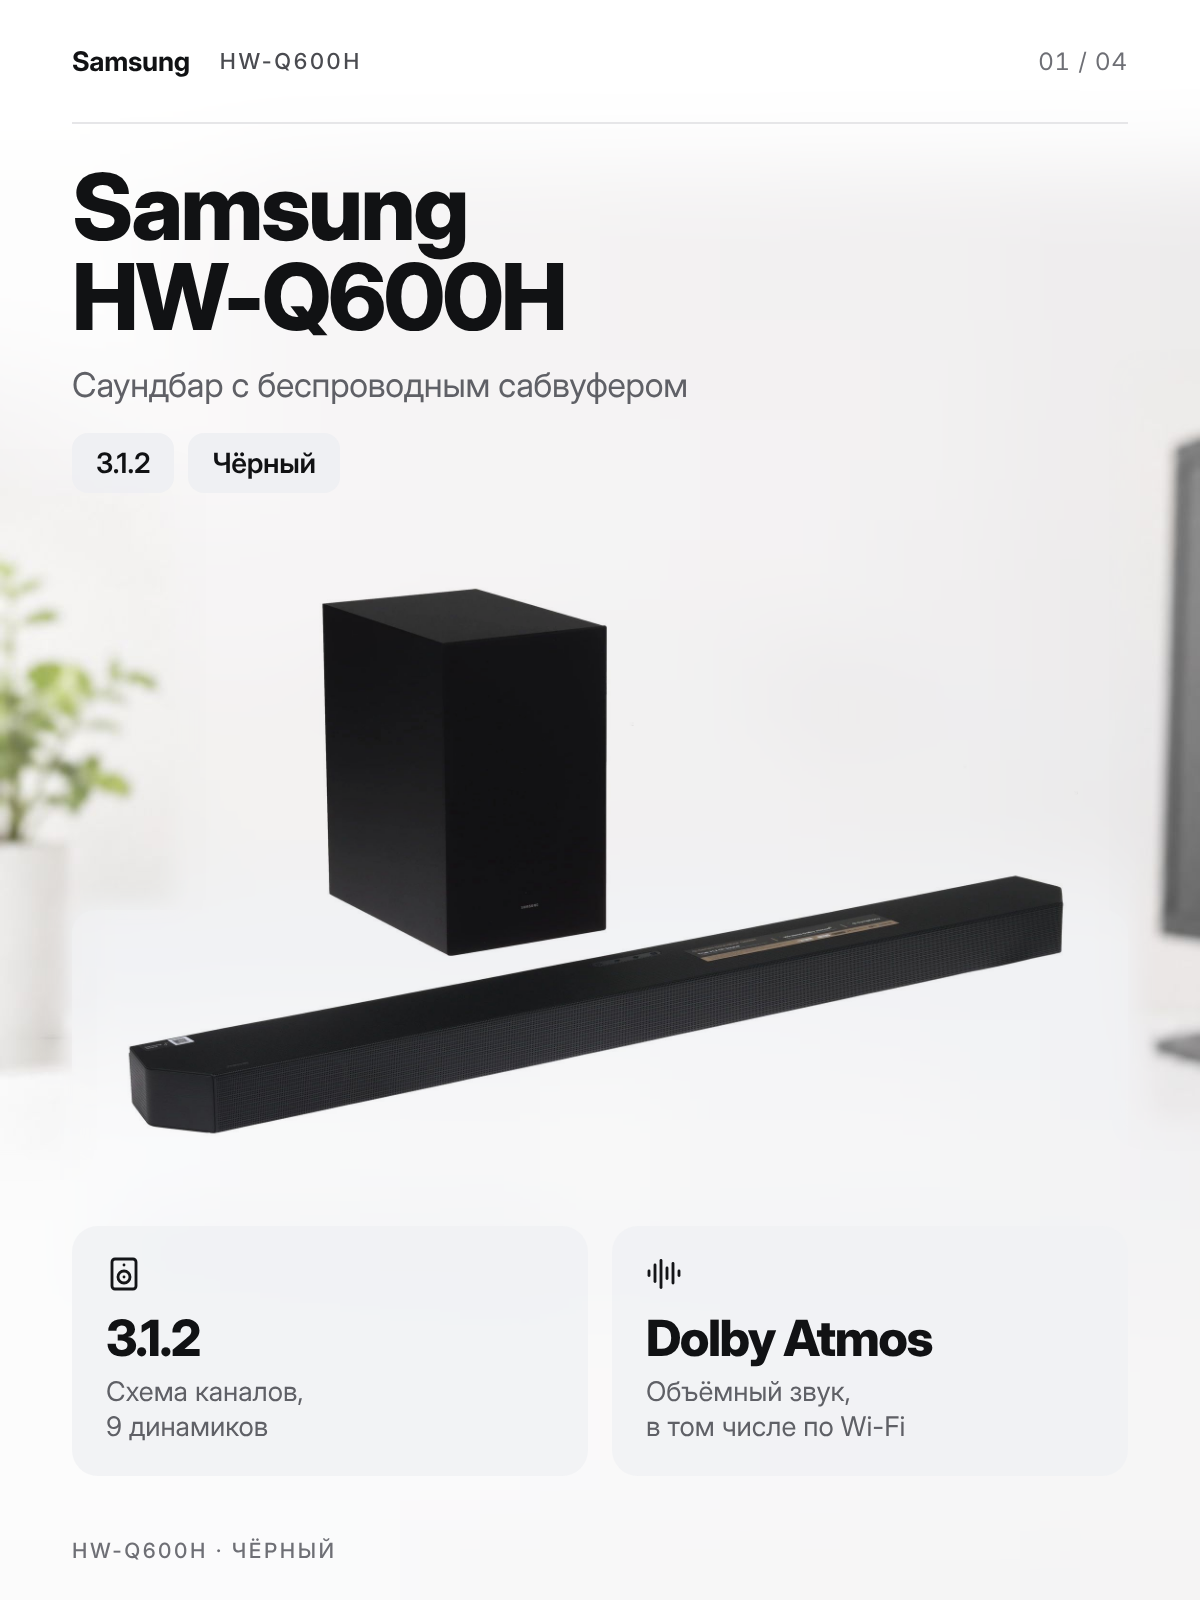 Samsung HW-Q600H 01 / 04
Samsung
HW-Q600H
Саундбар с беспроводным сабвуфером
3.1.2 Чёрный
3.1.2
Схема каналов,
9 динамиков
Dolby Atmos
Объёмный звук,
в том числе по Wi-Fi
HW-Q600H · ЧЁРНЫЙ